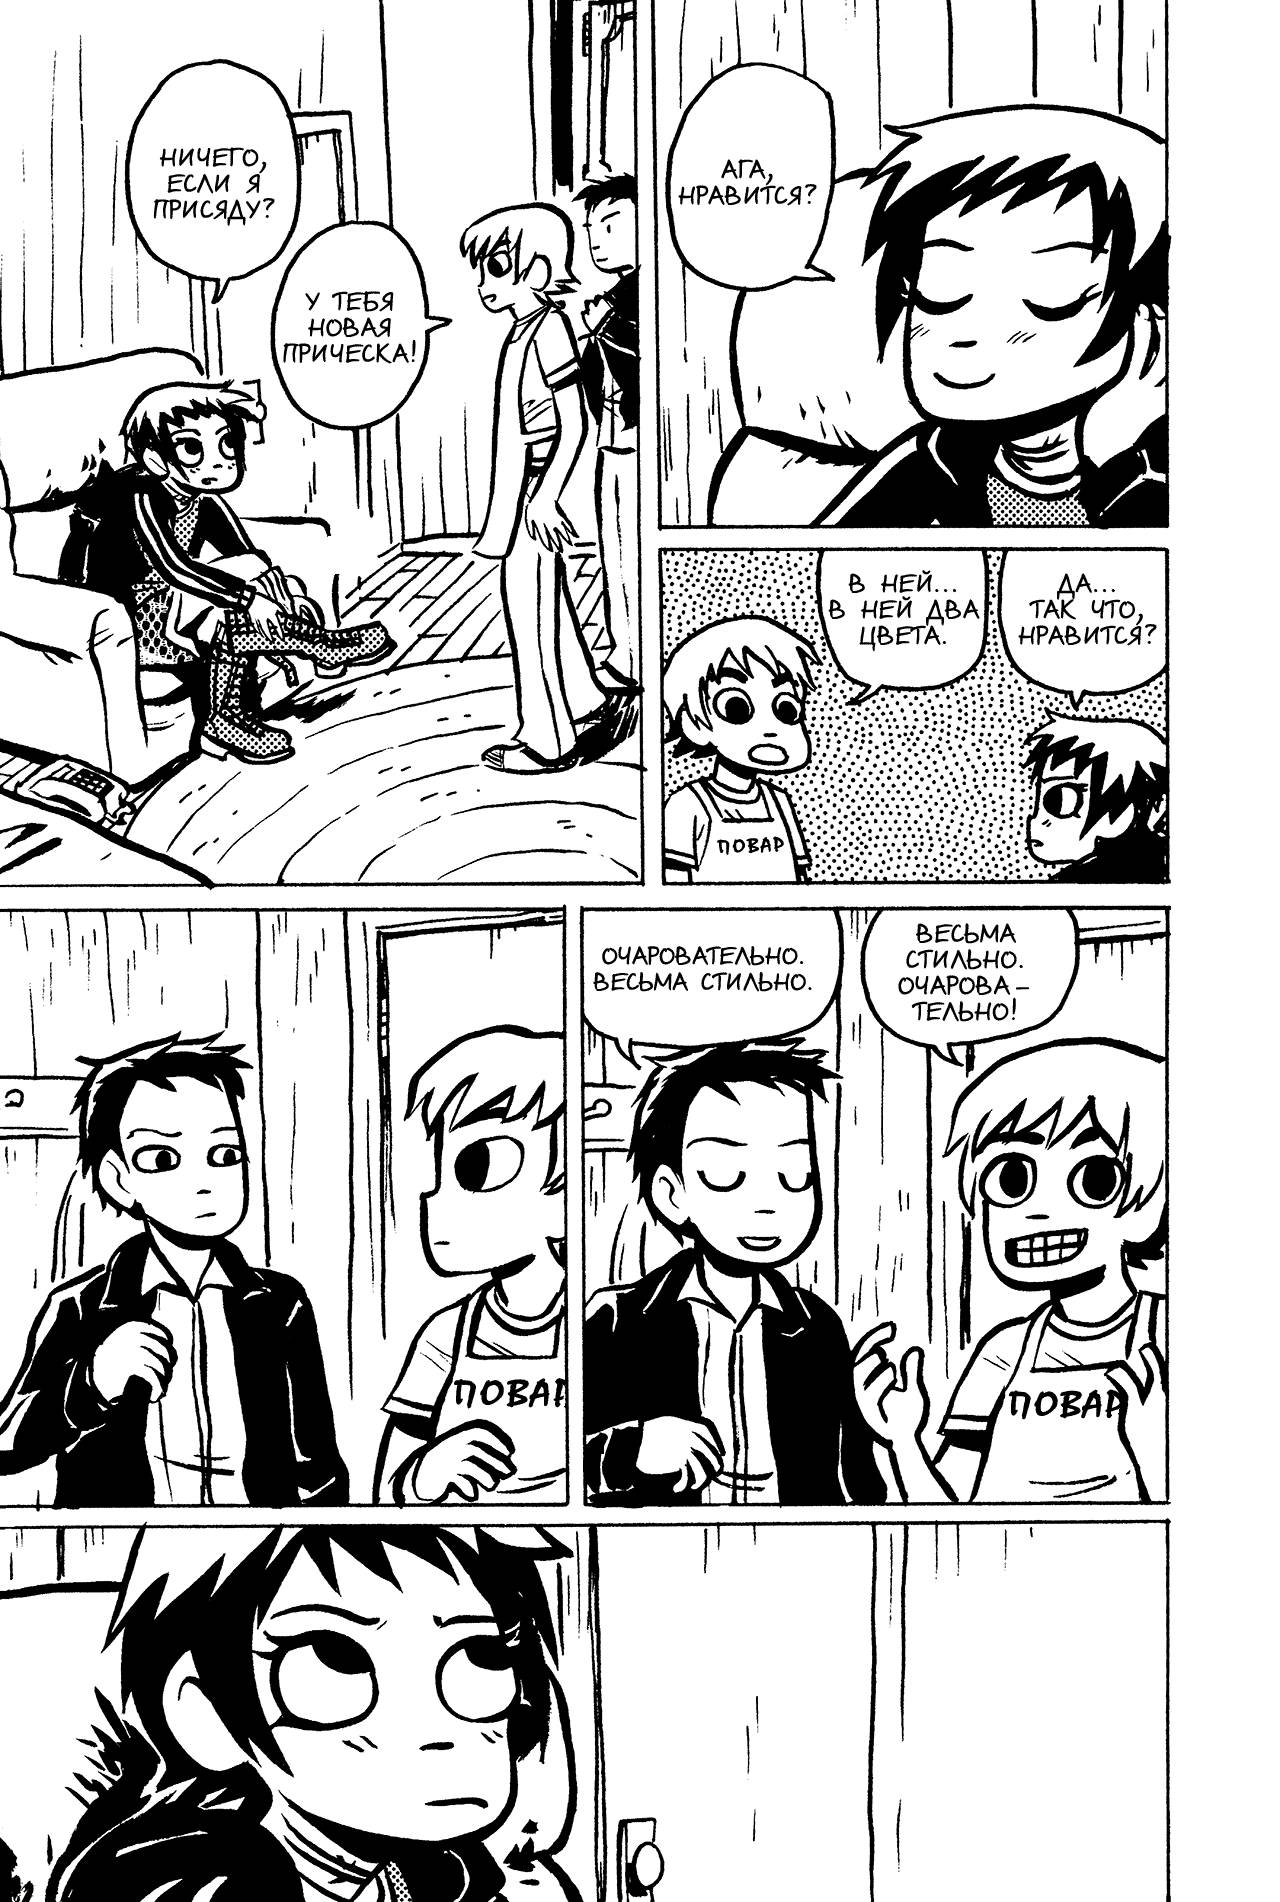 НИЧЕГО,
ЕСЛИ Я
ПРИСЯДУ?
У ТЕБЯ
НОВАЯ
ПРИЧЕСКА!
АГА,
НРАВИТСЯ?
В НЕЙ...
В НЕЙ ДВА
ЦВЕТА.
ДА...
ТАК ЧТО,
НРАВИТСЯ?
ПОВАР
ПОВАР
ОЧАРОВАТЕЛЬНО.
ВЕСЬМА СТИЛЬНО.
ВЕСЬМА
СТИЛЬНО.
ОЧАРОВА-
ТЕЛЬНО!
ПОВАР